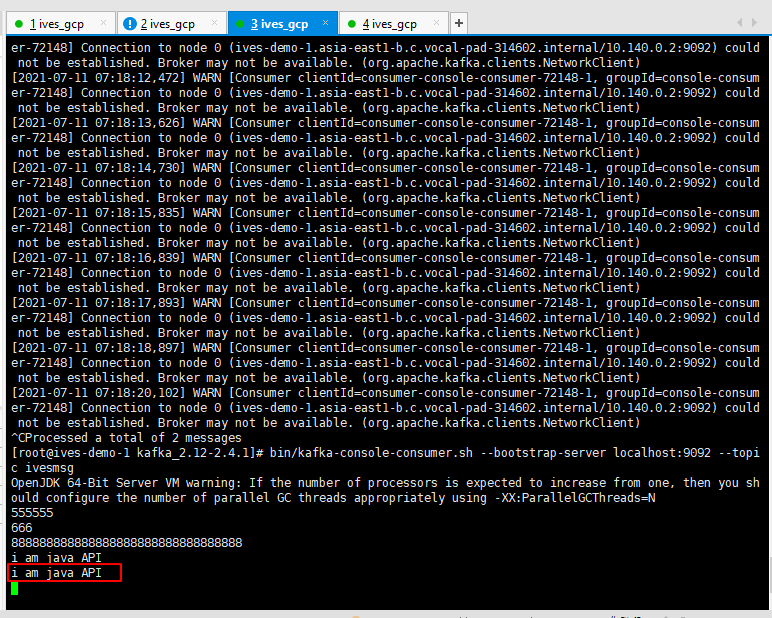 1 ives_gcp × 2 ives_gcp × 3 ives_gcp × 4 ives_gcp × +
er-72148] Connection to node 0 (ives-demo-1.asia-east1-b.c.vocal-pad-314602.internal/10.140.0.2:9092) could
not be established. Broker may not be available. (org.apache.kafka.clients.NetworkClient)
[2021-07-11 07:18:12,472] WARN [Consumer clientId=consumer-console-consumer-72148-1, groupId=console-consum
er-72148] Connection to node 0 (ives-demo-1.asia-east1-b.c.vocal-pad-314602.internal/10.140.0.2:9092) could
not be established. Broker may not be available. (org.apache.kafka.clients.NetworkClient)
[2021-07-11 07:18:13,626] WARN [Consumer clientId=consumer-console-consumer-72148-1, groupId=console-consum
er-72148] Connection to node 0 (ives-demo-1.asia-east1-b.c.vocal-pad-314602.internal/10.140.0.2:9092) could
not be established. Broker may not be available. (org.apache.kafka.clients.NetworkClient)
[2021-07-11 07:18:14,730] WARN [Consumer clientId=consumer-console-consumer-72148-1, groupId=console-consum
er-72148] Connection to node 0 (ives-demo-1.asia-east1-b.c.vocal-pad-314602.internal/10.140.0.2:9092) could
not be established. Broker may not be available. (org.apache.kafka.clients.NetworkClient)
[2021-07-11 07:18:15,835] WARN [Consumer clientId=consumer-console-consumer-72148-1, groupId=console-consum
er-72148] Connection to node 0 (ives-demo-1.asia-east1-b.c.vocal-pad-314602.internal/10.140.0.2:9092) could
not be established. Broker may not be available. (org.apache.kafka.clients.NetworkClient)
[2021-07-11 07:18:16,839] WARN [Consumer clientId=consumer-console-consumer-72148-1, groupId=console-consum
er-72148] Connection to node 0 (ives-demo-1.asia-east1-b.c.vocal-pad-314602.internal/10.140.0.2:9092) could
not be established. Broker may not be available. (org.apache.kafka.clients.NetworkClient)
[2021-07-11 07:18:17,893] WARN [Consumer clientId=consumer-console-consumer-72148-1, groupId=console-consum
er-72148] Connection to node 0 (ives-demo-1.asia-east1-b.c.vocal-pad-314602.internal/10.140.0.2:9092) could
not be established. Broker may not be available. (org.apache.kafka.clients.NetworkClient)
[2021-07-11 07:18:18,897] WARN [Consumer clientId=consumer-console-consumer-72148-1, groupId=console-consum
er-72148] Connection to node 0 (ives-demo-1.asia-east1-b.c.vocal-pad-314602.internal/10.140.0.2:9092) could
not be established. Broker may not be available. (org.apache.kafka.clients.NetworkClient)
[2021-07-11 07:18:20,102] WARN [Consumer clientId=consumer-console-consumer-72148-1, groupId=console-consum
er-72148] Connection to node 0 (ives-demo-1.asia-east1-b.c.vocal-pad-314602.internal/10.140.0.2:9092) could
not be established. Broker may not be available. (org.apache.kafka.clients.NetworkClient)
^CProcessed a total of 2 messages
[root@ives-demo-1 kafka_2.12-2.4.1]# bin/kafka-console-consumer.sh --bootstrap-server localhost:9092 --topi
c ivesmsg
OpenJDK 64-Bit Server VM warning: If the number of processors is expected to increase from one, then you sh
ould configure the number of parallel GC threads appropriately using -XX:ParallelGCThreads=N
555555
666
888888888888888888888888888888888
i am java API
i am java API